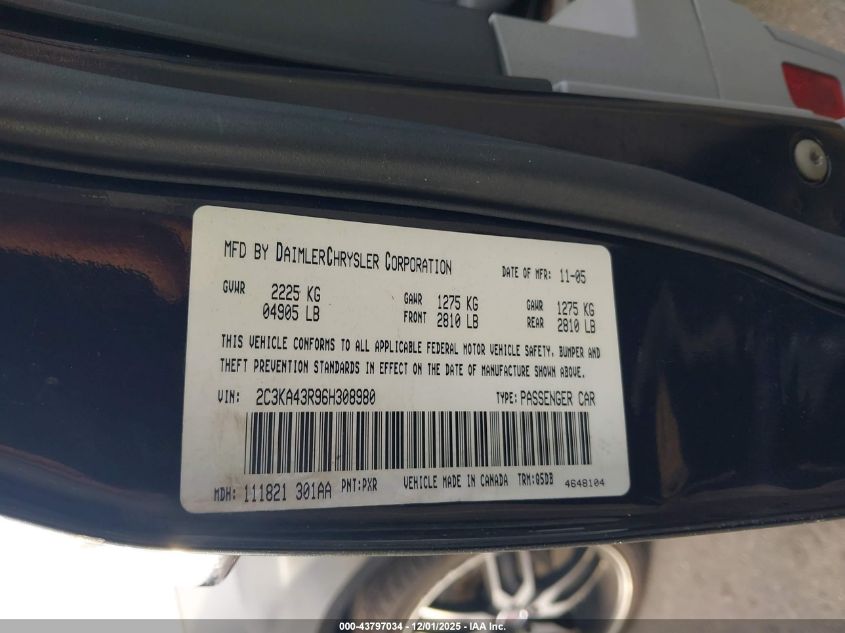 MFD BY DAIMLERCHRYSLER CORPORATION DATE OF MFR: 11-05
GVWR 2225 KG GAWR 1275 KG GAWR 1275 KG
04905 LB FRONT 2810 LB REAR 2810 LB
THIS VEHICLE CONFORMS TO ALL APPLICABLE FEDERAL MOTOR VEHICLE SAFETY, BUMPER AND
THEFT PREVENTION STANDARDS IN EFFECT ON THE DATE OF MANUFACTURE SHOWN ABOVE.
VIN: 2C3KA43R96H308980 TYPE: PASSENGER CAR
MDH: 111821 301AA PNT:PXR VEHICLE MADE IN CANADA TRM:QSDB 4648104
000-43797034 - 12/01/2025 - IAA Inc.